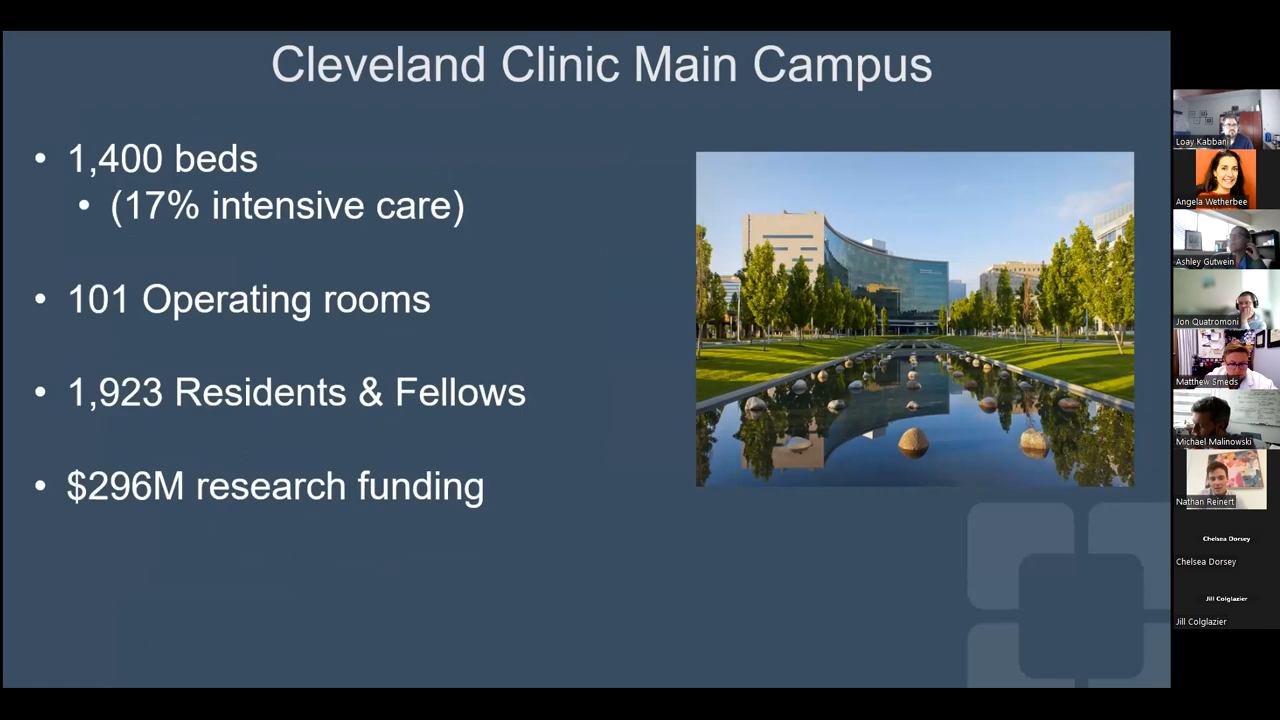 Cleveland Clinic Main Campus
• 1,400 beds
• (17% intensive care)
• 101 Operating rooms
• 1,923 Residents & Fellows
• $296M research funding
Loay Kabbani
Angela Wetherbee
Ashley Gutwein
Jon Quatromoni
Matthew Smeds
Michael Malinowski
Nathan Reinert
Chelsea Dorsey
Chelsea Dorsey
Jill Colglazier
Jill Colglazier